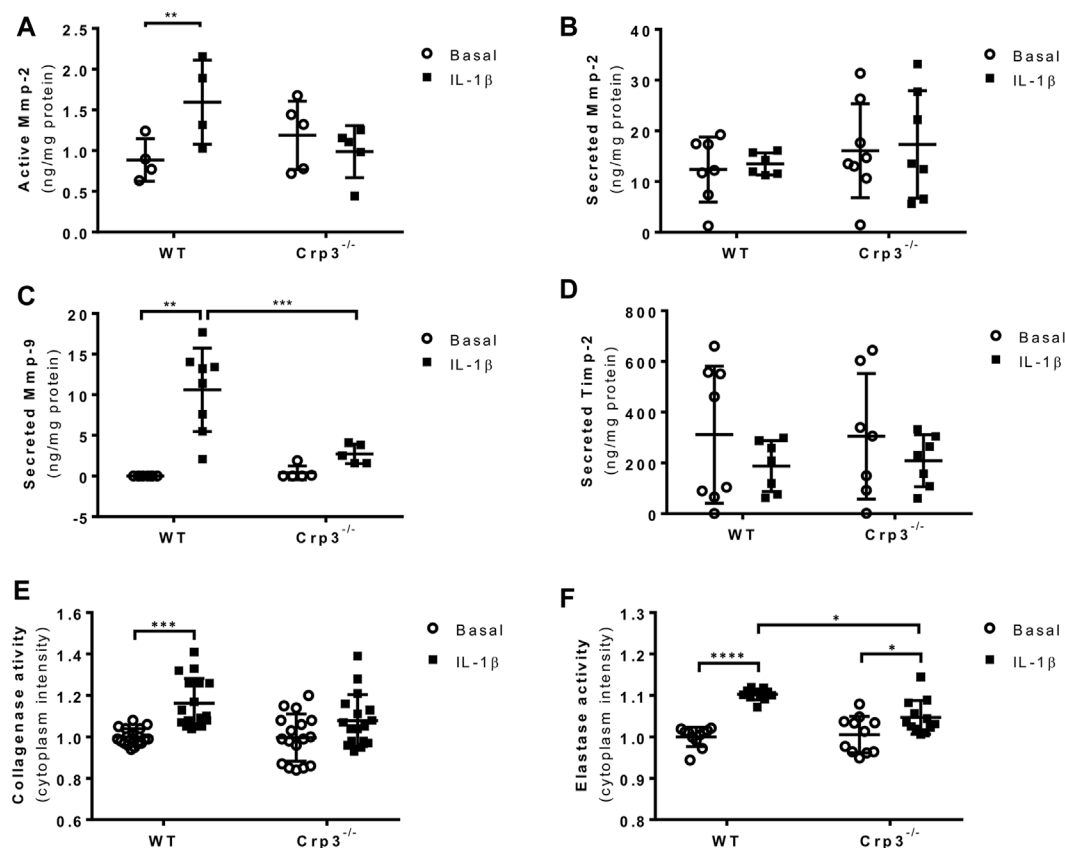 A
Active Mmp-2
(ng/mg protein)
2.5
2.0
1.5
1.0
0.5
0.0
**
Basal
IL-1β
WT
Crp3-/-
B
Secreted Mmp-2
(ng/mg protein)
40
30
20
10
0
Basal
IL-1β
WT
Crp3-/-
C
Secreted Mmp-9
(ng/mg protein)
20
15
10
5
0
-5
**
***
Basal
IL-1β
WT
Crp3-/-
D
Secreted Timp-2
(ng/mg protein)
800
600
400
200
0
Basal
IL-1β
WT
Crp3-/-
E
Collagenase ativity
(cytoplasm intensity)
1.6
1.4
1.2
1.0
0.8
0.6
***
Basal
IL-1β
WT
Crp3-/-
F
Elastase activity
(cytoplasm intensity)
1.3
1.2
1.1
1.0
0.9
0.8
****
*
*
Basal
IL-1β
WT
Crp3-/-